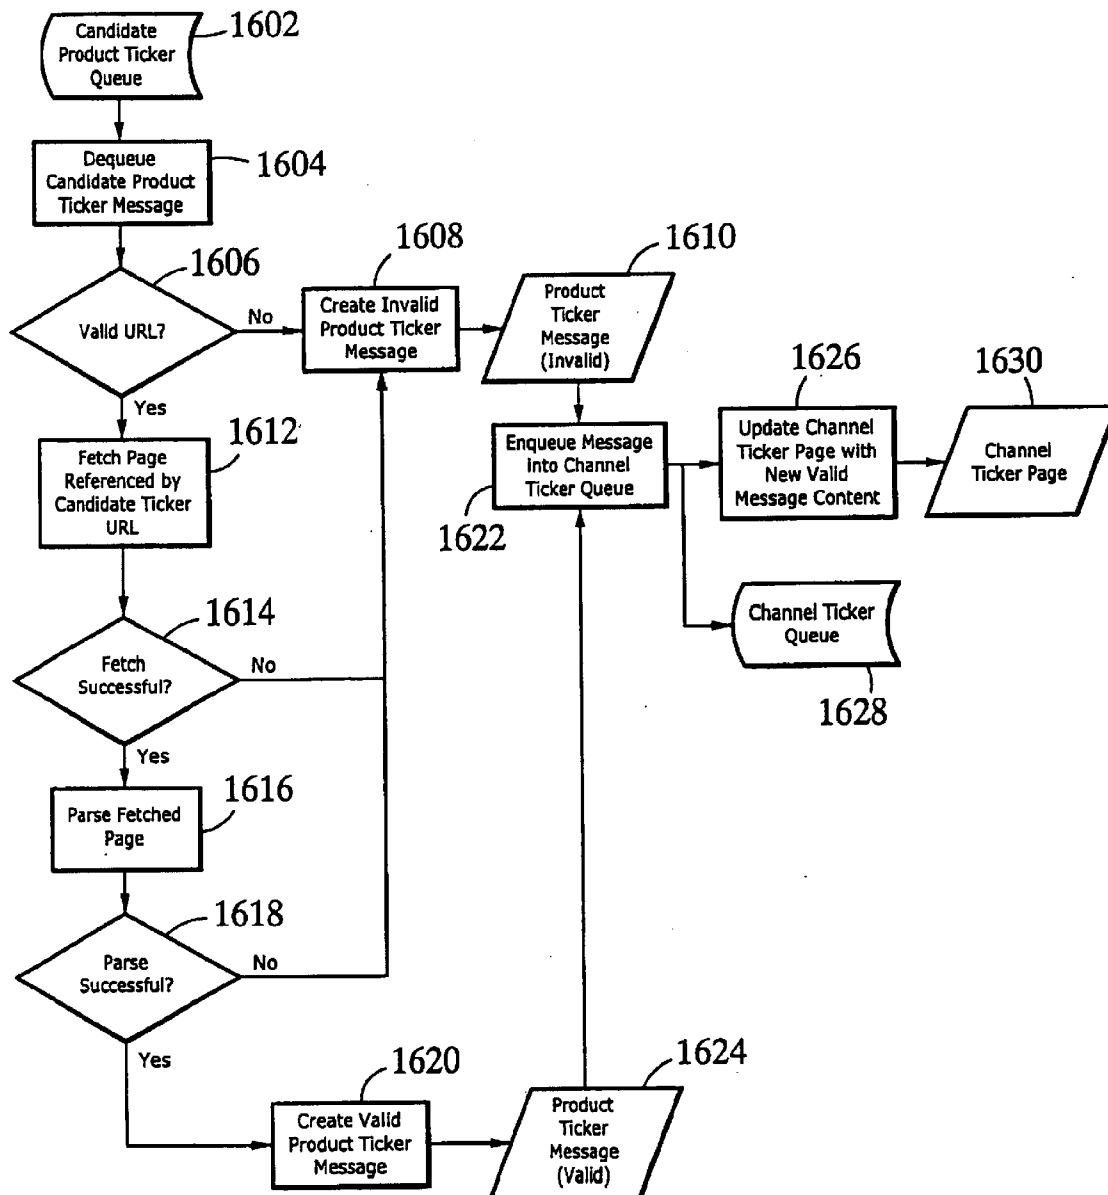 Candidate
Product Ticker
Queue
1602
Dequeue
Candidate Product
Ticker Message
1604
Valid URL?
1606
No
Yes
Create Invalid
Product Ticker
Message
1608
Product
Ticker
Message
(Invalid)
1610
Fetch Page
Referenced by
Candidate Ticker
URL
1612
Enqueue Message
into Channel
Ticker Queue
1622
Update Channel
Ticker Page with
New Valid
Message Content
1626
Channel
Ticker Page
1630
Fetch
Successful?
1614
No
Yes
Channel Ticker
Queue
1628
Parse Fetched
Page
1616
Parse
Successful?
1618
No
Yes
Create Valid
Product Ticker
Message
1620
Product
Ticker
Message
(Valid)
1624